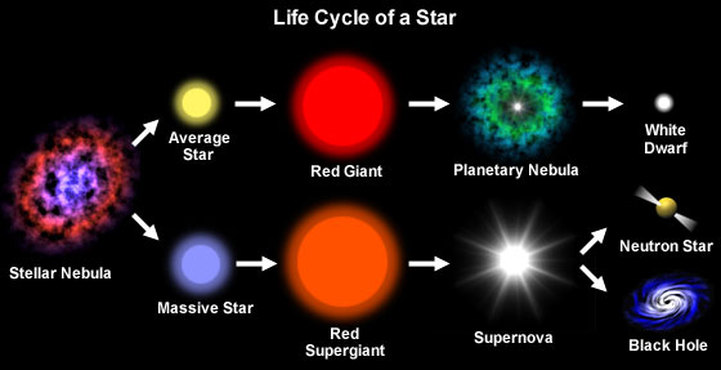 Life Cycle of a Star
Average
Star
Red Giant
Planetary Nebula
White
Dwarf
Stellar Nebula
Massive Star
Red
Supergiant
Supernova
Neutron Star
Black Hole